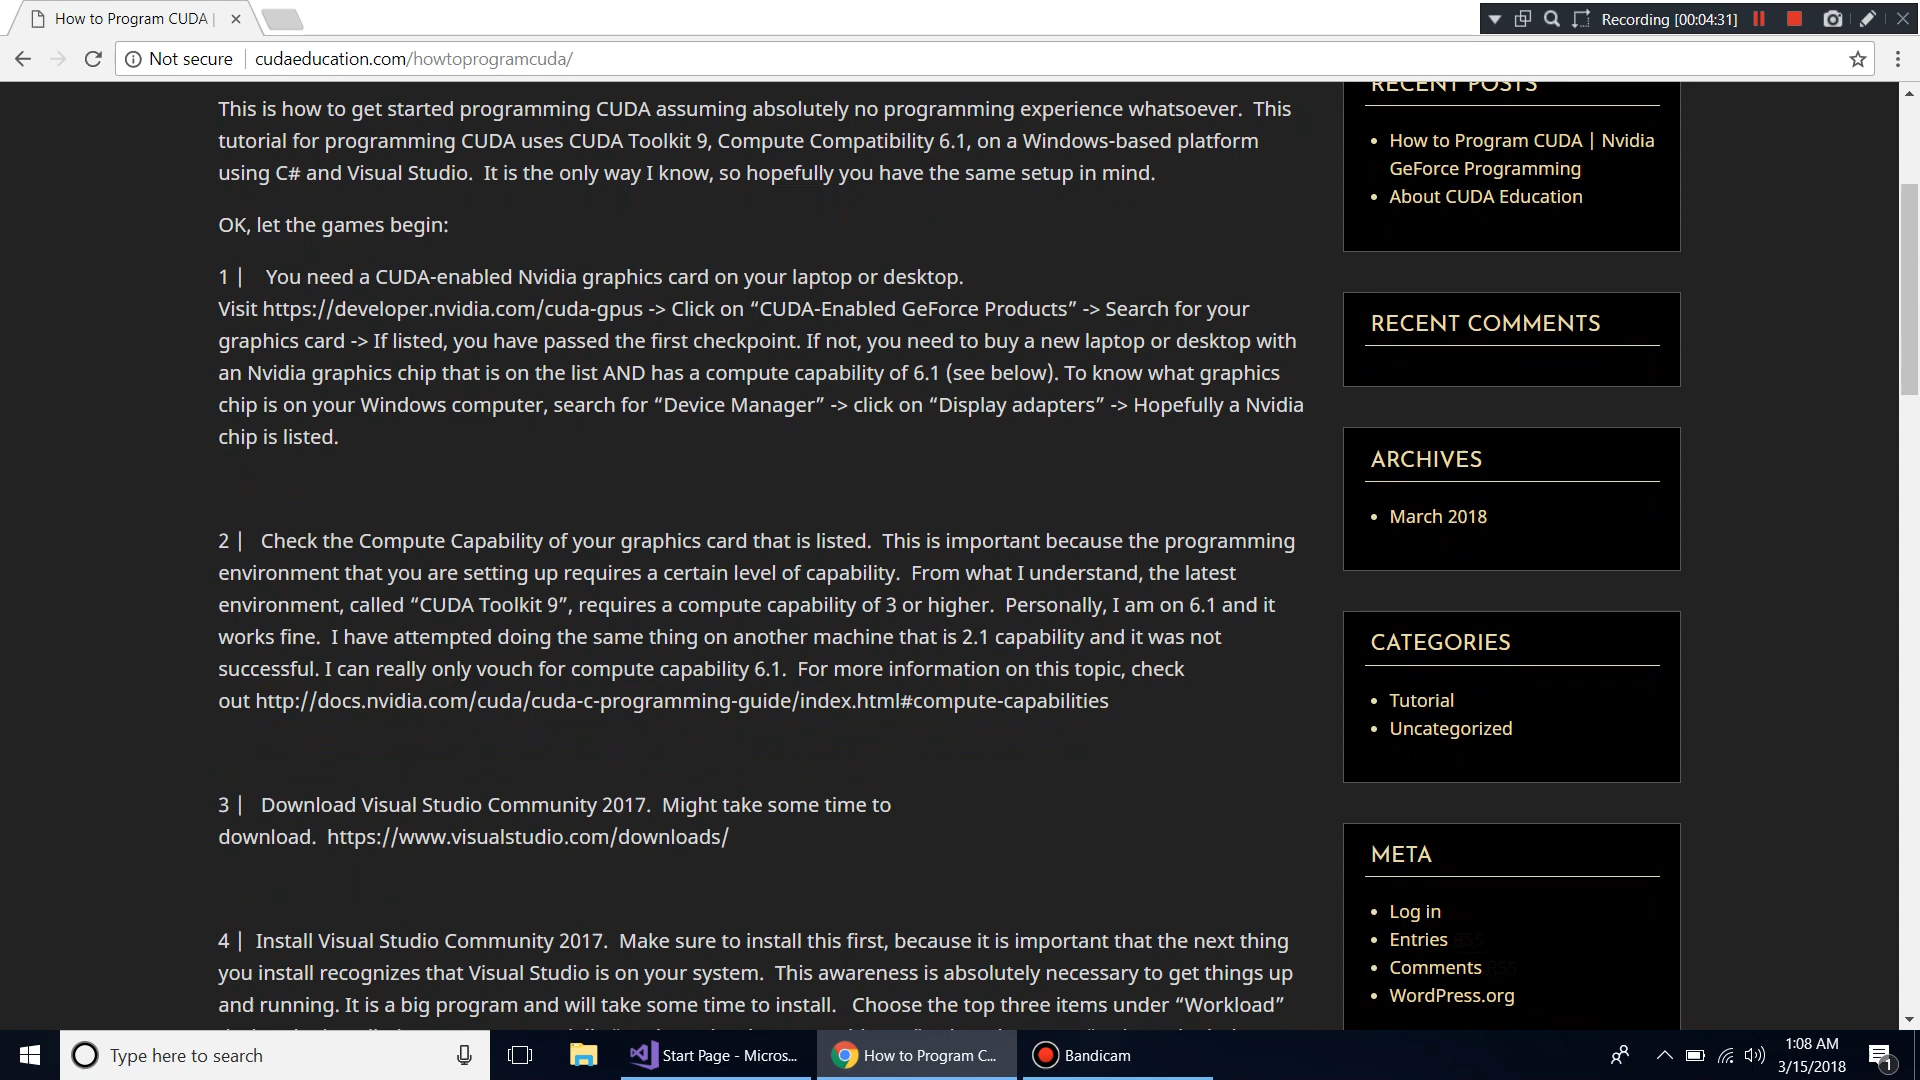 How to Program CUDA |
Recording [00:04:31]
Not secure
cudaeducation.com/howtoprogramcuda/
This is how to get started programming CUDA assuming absolutely no programming experience whatsoever.  This
tutorial for programming CUDA uses CUDA Toolkit 9, Compute Compatibility 6.1, on a Windows-based platform
using C# and Visual Studio.  It is the only way I know, so hopefully you have the same setup in mind.
OK, let the games begin:
1 |    You need a CUDA-enabled Nvidia graphics card on your laptop or desktop.
Visit https://developer.nvidia.com/cuda-gpus -> Click on “CUDA-Enabled GeForce Products” -> Search for your
graphics card -> If listed, you have passed the first checkpoint. If not, you need to buy a new laptop or desktop with
an Nvidia graphics chip that is on the list AND has a compute capability of 6.1 (see below). To know what graphics
chip is on your Windows computer, search for “Device Manager” -> click on “Display adapters” -> Hopefully a Nvidia
chip is listed.
2 |   Check the Compute Capability of your graphics card that is listed.  This is important because the programming
environment that you are setting up requires a certain level of capability.  From what I understand, the latest
environment, called “CUDA Toolkit 9”, requires a compute capability of 3 or higher.  Personally, I am on 6.1 and it
works fine.  I have attempted doing the same thing on another machine that is 2.1 capability and it was not
successful. I can really only vouch for compute capability 6.1.  For more information on this topic, check
out http://docs.nvidia.com/cuda/cuda-c-programming-guide/index.html#compute-capabilities
3 |   Download Visual Studio Community 2017.  Might take some time to
download.  https://www.visualstudio.com/downloads/
4 |  Install Visual Studio Community 2017.  Make sure to install this first, because it is important that the next thing
you install recognizes that Visual Studio is on your system.  This awareness is absolutely necessary to get things up
and running. It is a big program and will take some time to install.   Choose the top three items under “Workload”
RECENT POSTS
• How to Program CUDA | Nvidia
GeForce Programming
• About CUDA Education
RECENT COMMENTS
ARCHIVES
• March 2018
CATEGORIES
• Tutorial
• Uncategorized
META
• Log in
• Entries RSS
• Comments RSS
• WordPress.org
Type here to search
Start Page - Micros...
How to Program C...
Bandicam
1:08 AM
3/15/2018
1